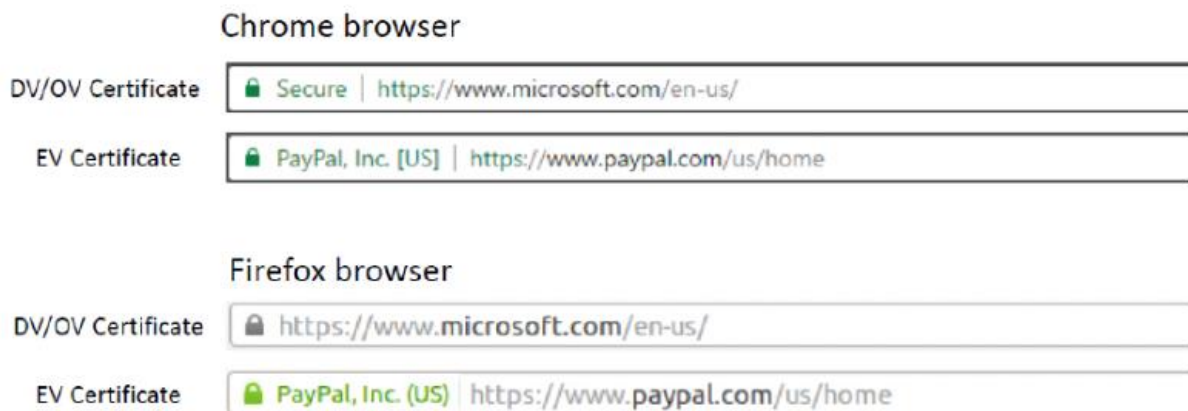 Chrome browser
DV/OV Certificate Secure | https://www.microsoft.com/en-us/
EV Certificate PayPal, Inc. [US] | https://www.paypal.com/us/home
Firefox browser
DV/OV Certificate https://www.microsoft.com/en-us/
EV Certificate PayPal, Inc. (US) https://www.paypal.com/us/home